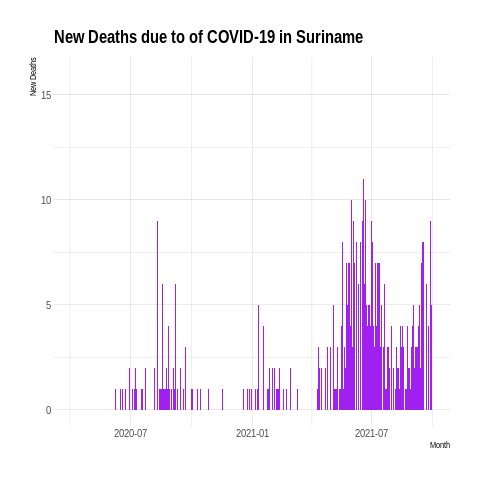 New Deaths due to of COVID-19 in Suriname
New Deaths
15
10
5
0
2020-07
2021-01
2021-07
Month